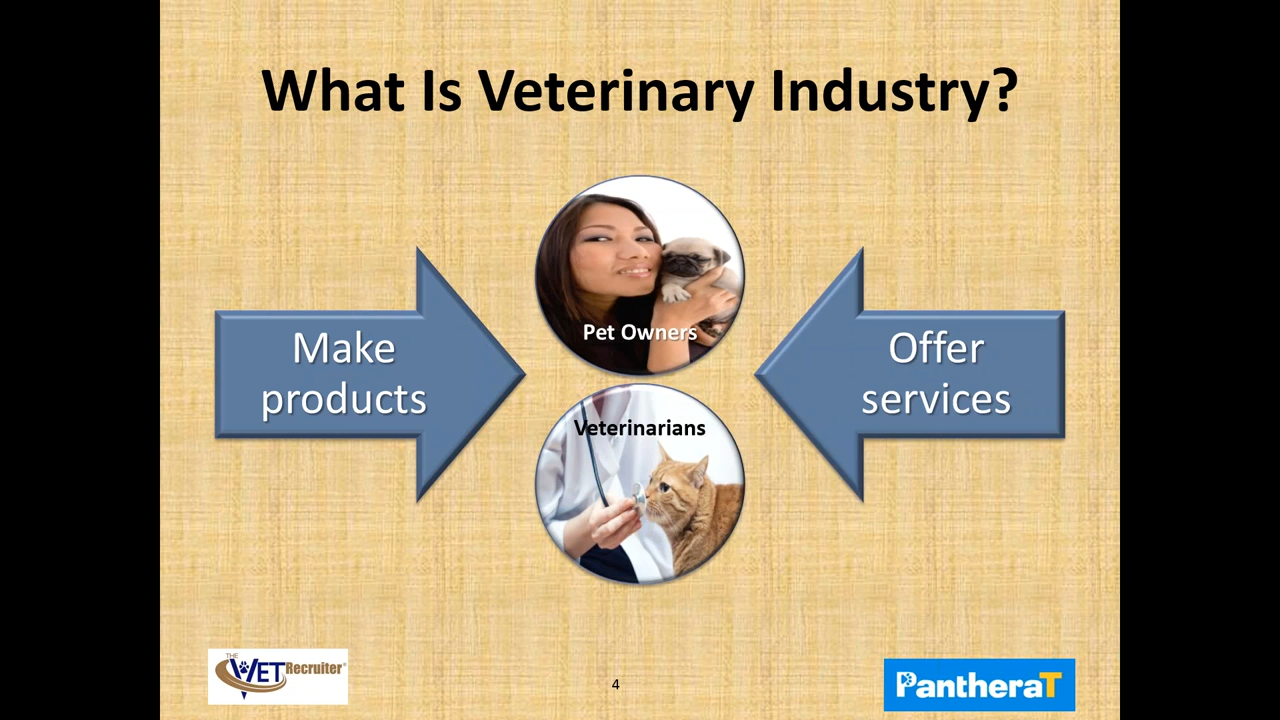 What Is Veterinary Industry?
Pet Owners
Make
products
Offer
services
Veterinarians
THE
VET Recruiter®
4
PantheraT